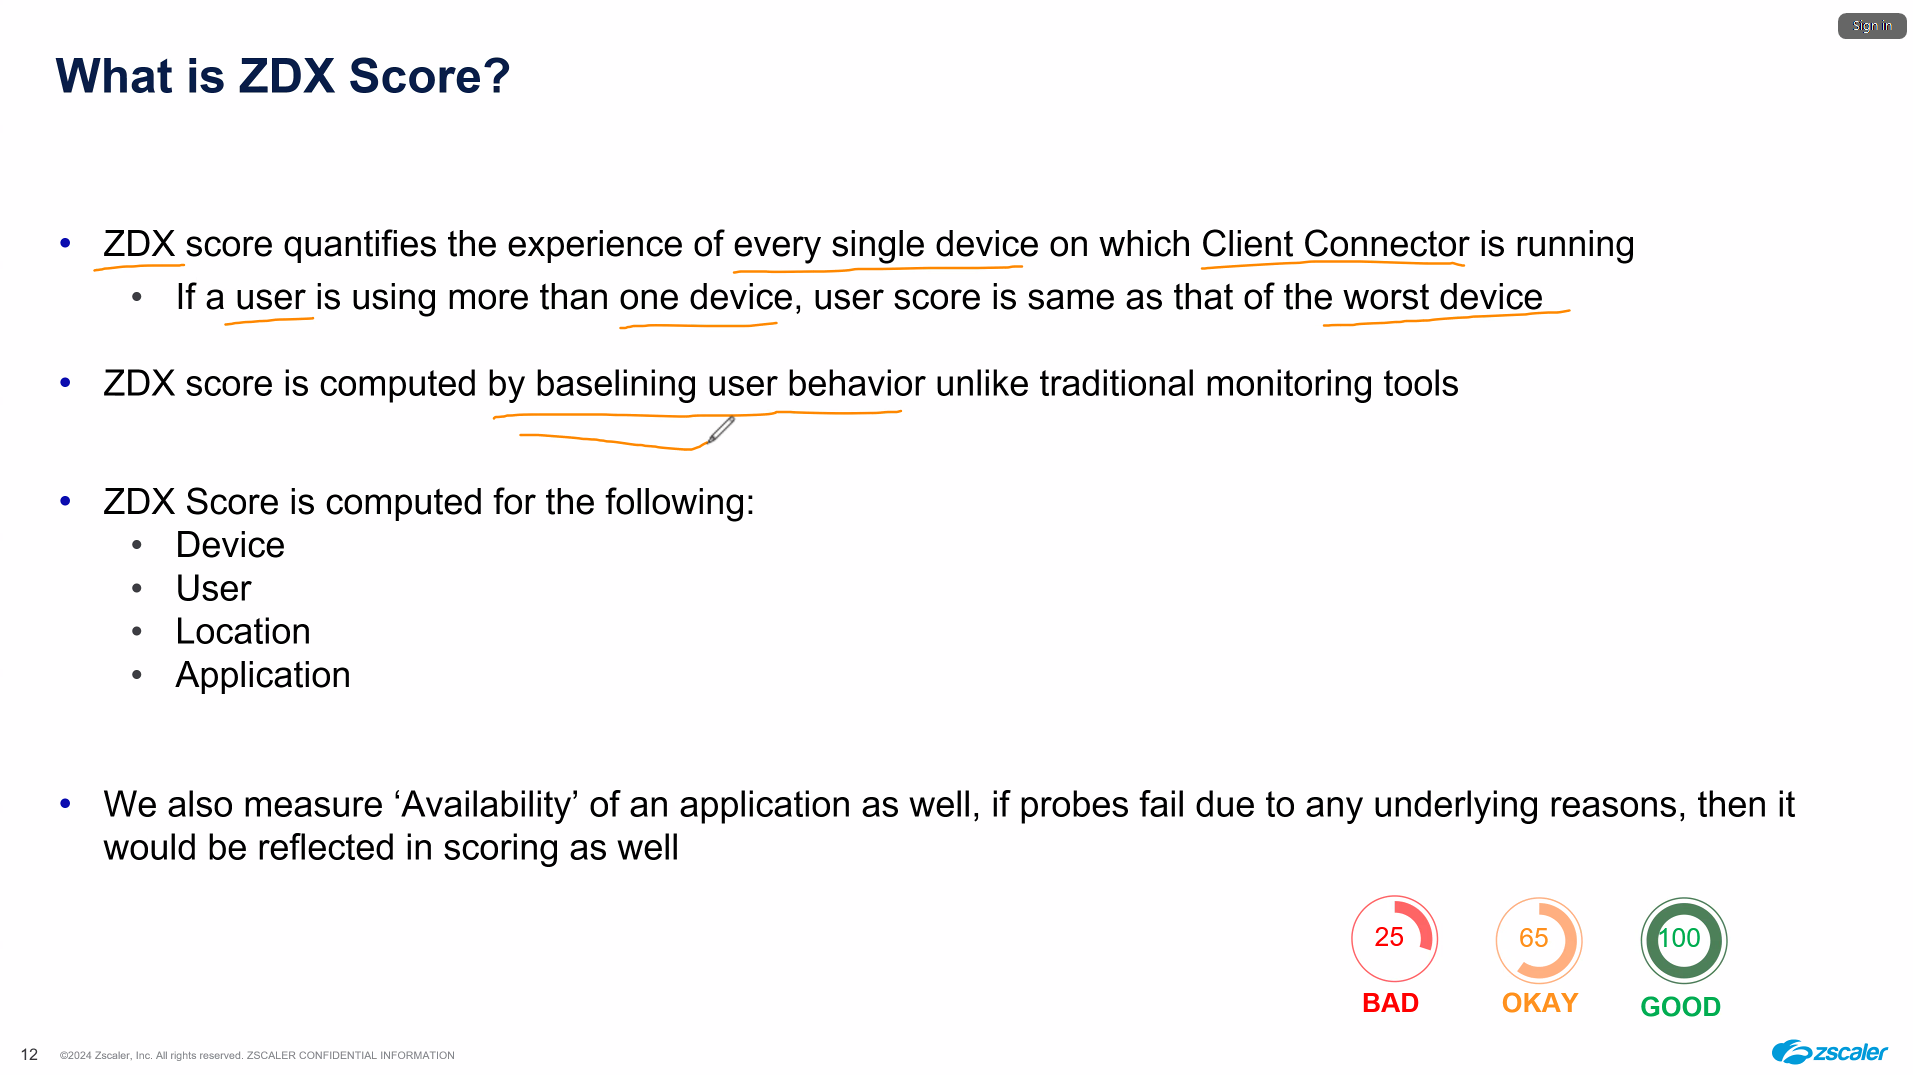 Sign in
What is ZDX Score?
• ZDX score quantifies the experience of every single device on which Client Connector is running
• If a user is using more than one device, user score is same as that of the worst device
• ZDX score is computed by baselining user behavior unlike traditional monitoring tools
• ZDX Score is computed for the following:
• Device
• User
• Location
• Application
• We also measure ‘Availability’ of an application as well, if probes fail due to any underlying reasons, then it
would be reflected in scoring as well
25 65 100
BAD OKAY GOOD
12 ©2024 Zscaler, Inc. All rights reserved. ZSCALER CONFIDENTIAL INFORMATION
zscaler